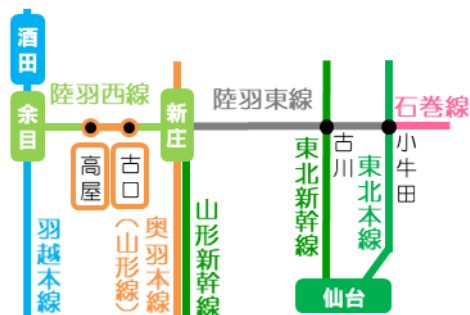 酒田
余目
陸羽西線
新庄
陸羽東線
石巻線
高屋
古口
古川
小牛田
羽越本線
奥羽本線
(山形線)
山形新幹線
東北新幹線
東北本線
仙台